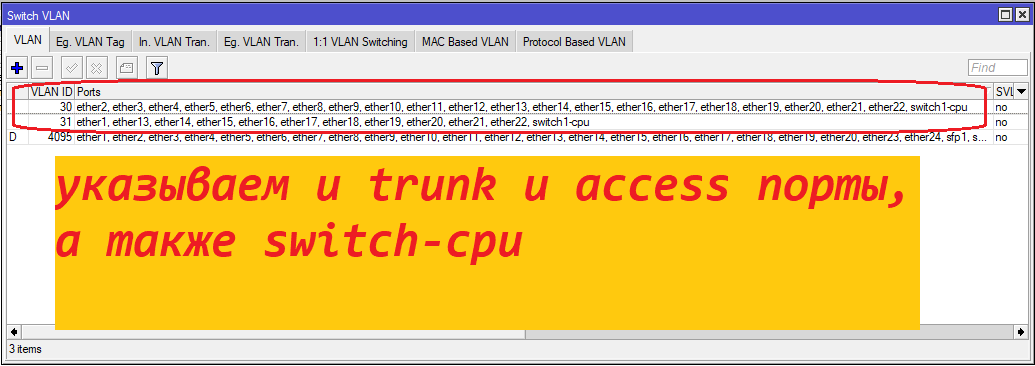 Switch VLAN
VLAN Eg. VLAN Tag In. VLAN Tran. Eg. VLAN Tran. 1:1 VLAN Switching MAC Based VLAN Protocol Based VLAN
Find
VLAN ID Ports SVL
30 ether2, ether3, ether4, ether5, ether6, ether7, ether8, ether9, ether10, ether11, ether12, ether13, ether14, ether15, ether16, ether17, ether18, ether19, ether20, ether21, ether22, switch1-cpu no
31 ether1, ether13, ether14, ether15, ether16, ether17, ether18, ether19, ether20, ether21, ether22, switch1-cpu no
D 4095 ether1, ether2, ether3, ether4, ether5, ether6, ether7, ether8, ether9, ether10, ether11, ether12, ether13, ether14, ether15, ether16, ether17, ether18, ether19, ether20, ether23, ether24, sfp1, s... no
указываем и trunk и access порты,
а также switch-cpu
3 items